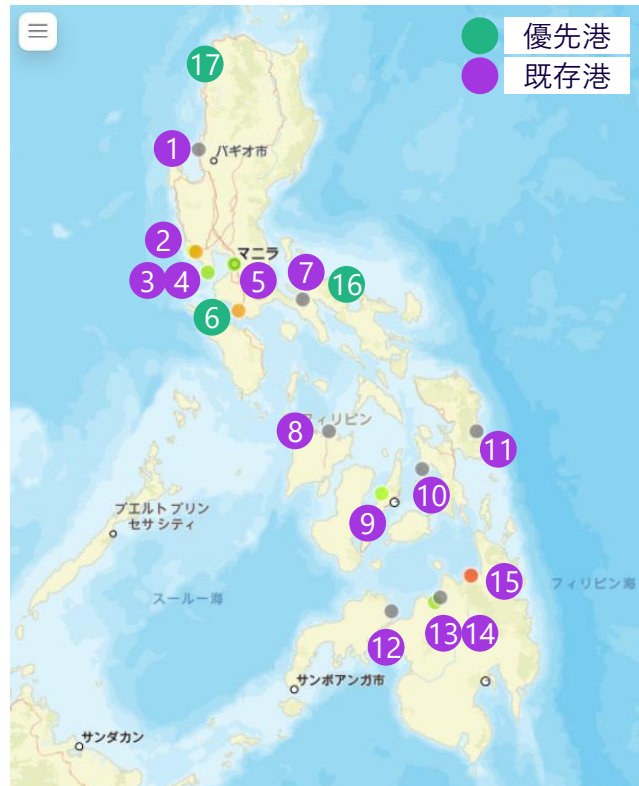 優先港
既存港
17
1
バギオ市
2
マニラ
3
4
5
7
16
6
フィリピン
8
11
10
9
プエルトプリン
セサ シティ
スールー海
15
フィリピン海
13
14
12
サンボアンガ市
サンダカン